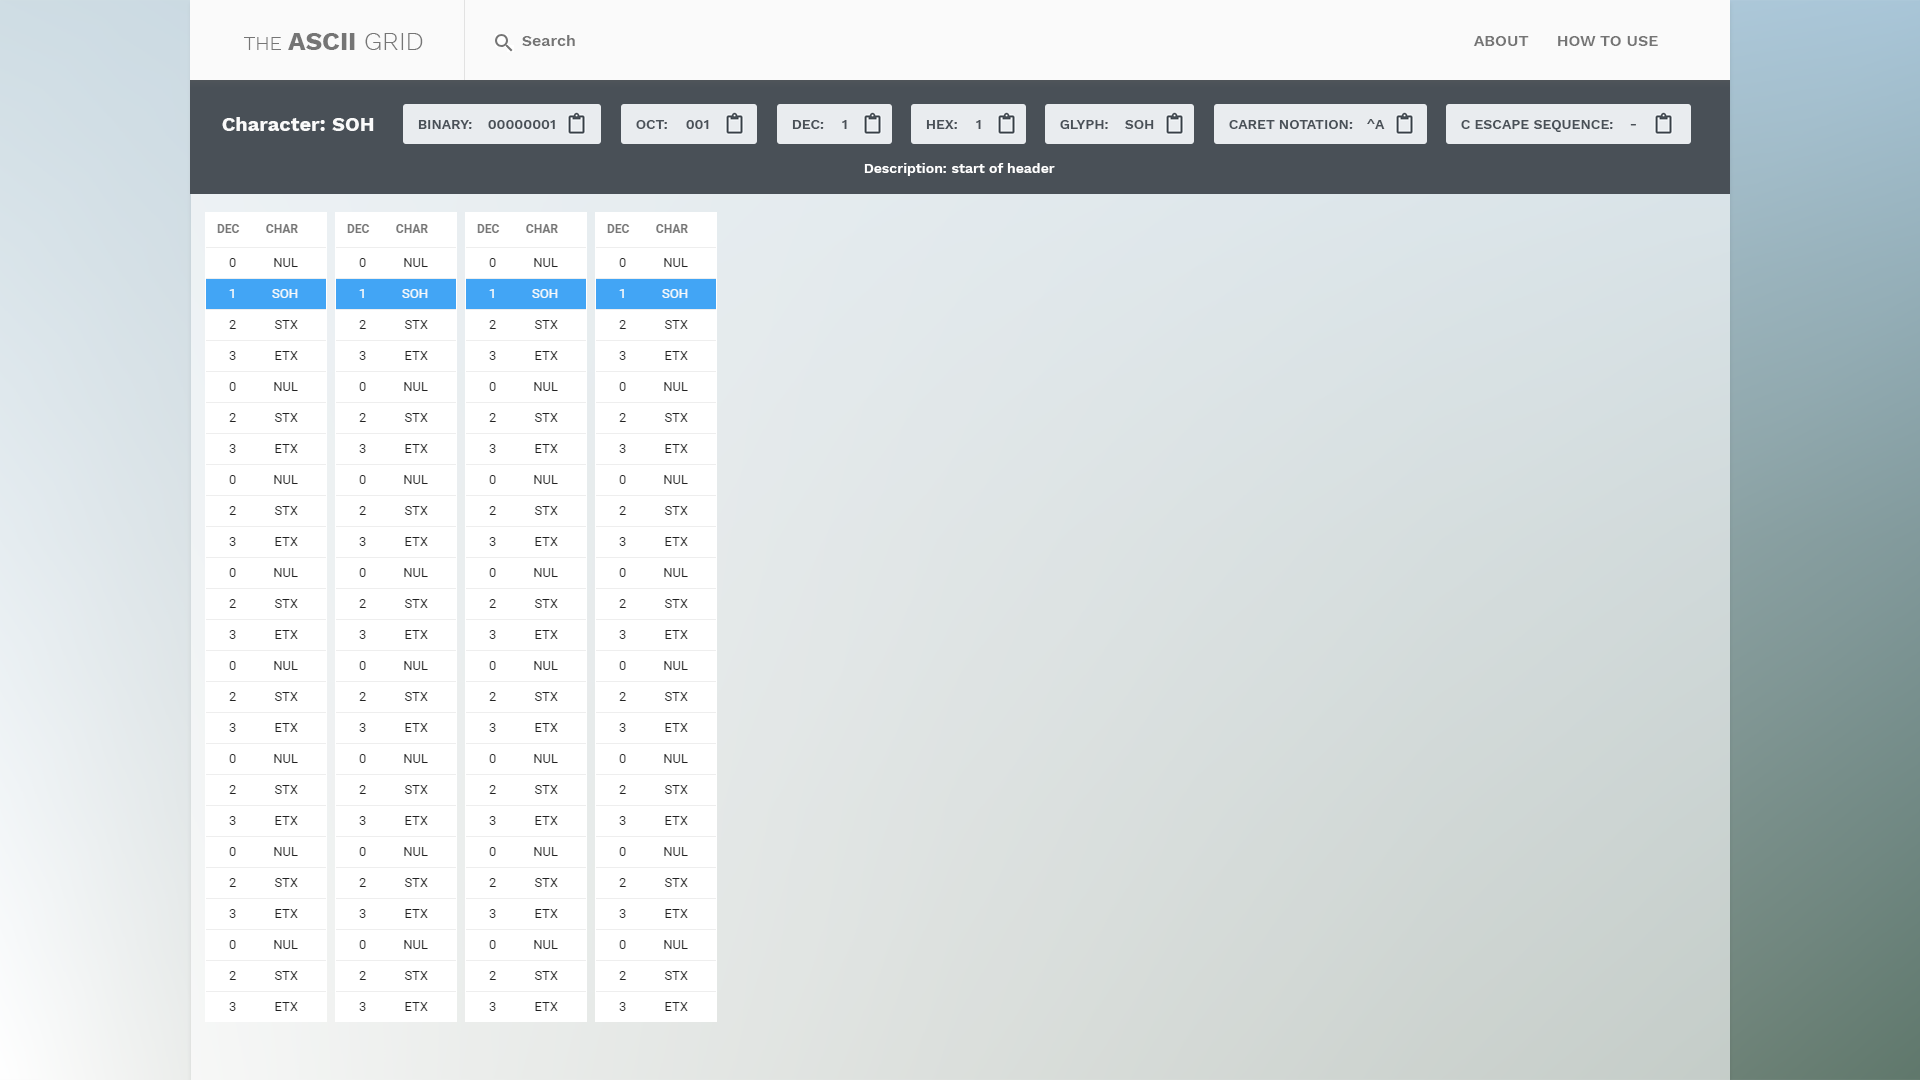 THE ASCII GRID
Search
ABOUT HOW TO USE
Character: SOH BINARY: 00000001 OCT: 001 DEC: 1 HEX: 1 GLYPH: SOH CARET NOTATION: ^A C ESCAPE SEQUENCE: -
Description: start of header
DEC CHAR DEC CHAR DEC CHAR DEC CHAR
0 NUL 0 NUL 0 NUL 0 NUL
1 SOH 1 SOH 1 SOH 1 SOH
2 STX 2 STX 2 STX 2 STX
3 ETX 3 ETX 3 ETX 3 ETX
0 NUL 0 NUL 0 NUL 0 NUL
2 STX 2 STX 2 STX 2 STX
3 ETX 3 ETX 3 ETX 3 ETX
0 NUL 0 NUL 0 NUL 0 NUL
2 STX 2 STX 2 STX 2 STX
3 ETX 3 ETX 3 ETX 3 ETX
0 NUL 0 NUL 0 NUL 0 NUL
2 STX 2 STX 2 STX 2 STX
3 ETX 3 ETX 3 ETX 3 ETX
0 NUL 0 NUL 0 NUL 0 NUL
2 STX 2 STX 2 STX 2 STX
3 ETX 3 ETX 3 ETX 3 ETX
0 NUL 0 NUL 0 NUL 0 NUL
2 STX 2 STX 2 STX 2 STX
3 ETX 3 ETX 3 ETX 3 ETX
0 NUL 0 NUL 0 NUL 0 NUL
2 STX 2 STX 2 STX 2 STX
3 ETX 3 ETX 3 ETX 3 ETX
0 NUL 0 NUL 0 NUL 0 NUL
2 STX 2 STX 2 STX 2 STX
3 ETX 3 ETX 3 ETX 3 ETX